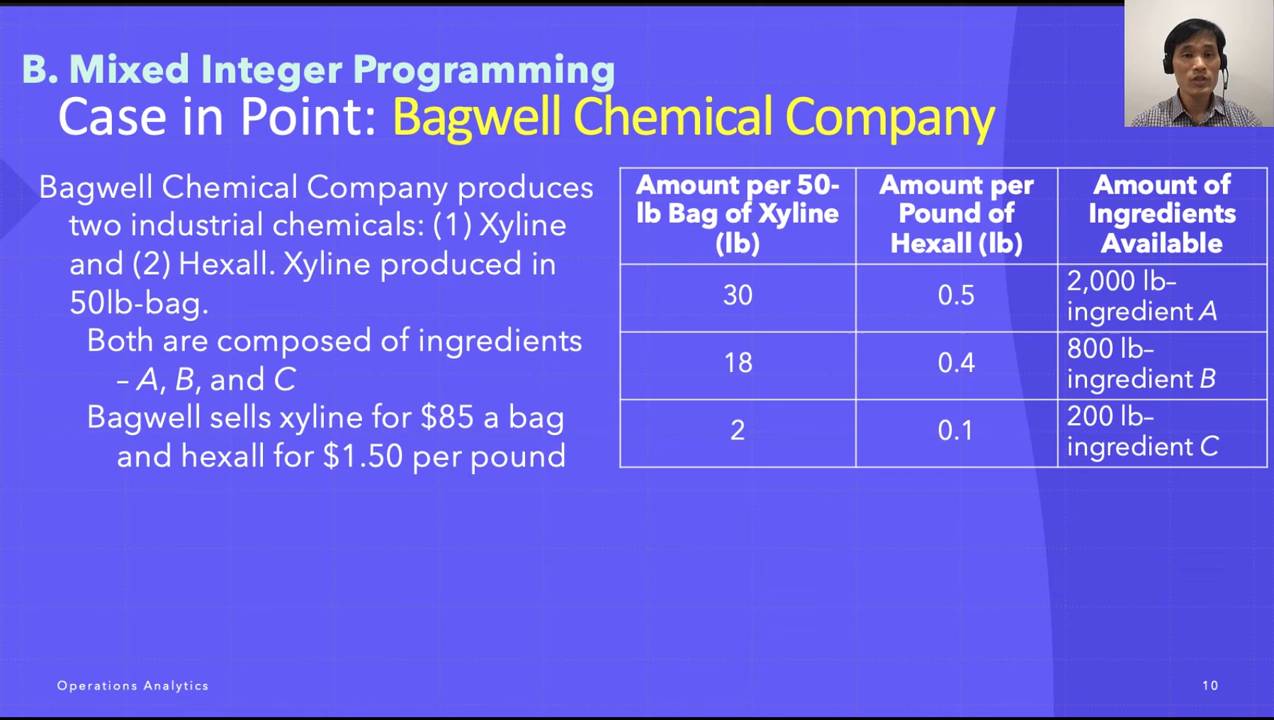 B. Mixed Integer Programming
Case in Point: Bagwell Chemical Company
Bagwell Chemical Company produces
two industrial chemicals: (1) Xyline
and (2) Hexall. Xyline produced in
50lb-bag.
Both are composed of ingredients
– A, B, and C
Bagwell sells xyline for $85 a bag
and hexall for $1.50 per pound
Amount per 50-
lb Bag of Xyline
(lb)
Amount per
Pound of
Hexall (lb)
Amount of
Ingredients
Available
30
0.5
2,000 lb–
ingredient A
18
0.4
800 lb–
ingredient B
2
0.1
200 lb–
ingredient C
Operations Analytics
10